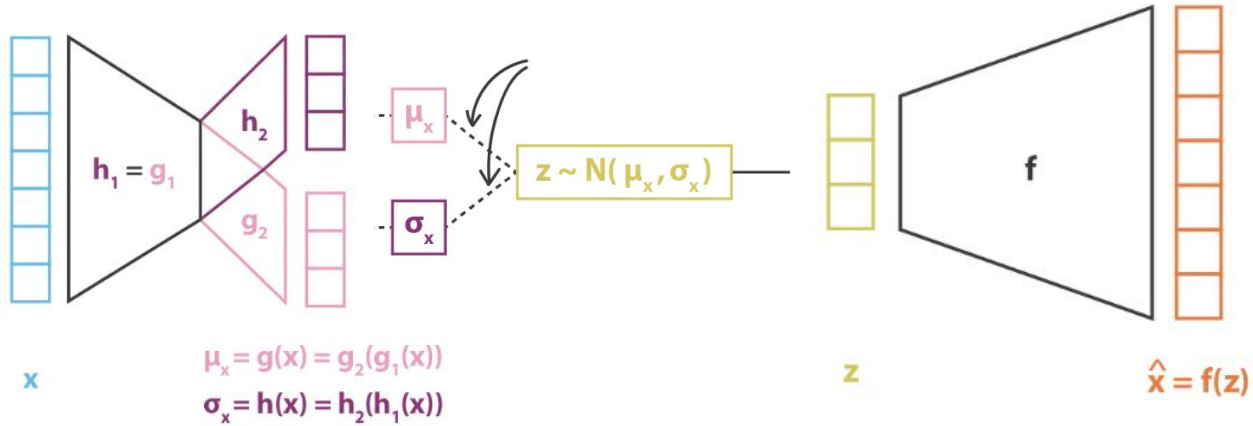 h₁ = g₁
h₂
g₂
μₓ
σₓ
z ~ N(μₓ, σₓ)
f
x
μₓ = g(x) = g₂(g₁(x))
σₓ = h(x) = h₂(h₁(x))
z
x̂ = f(z)